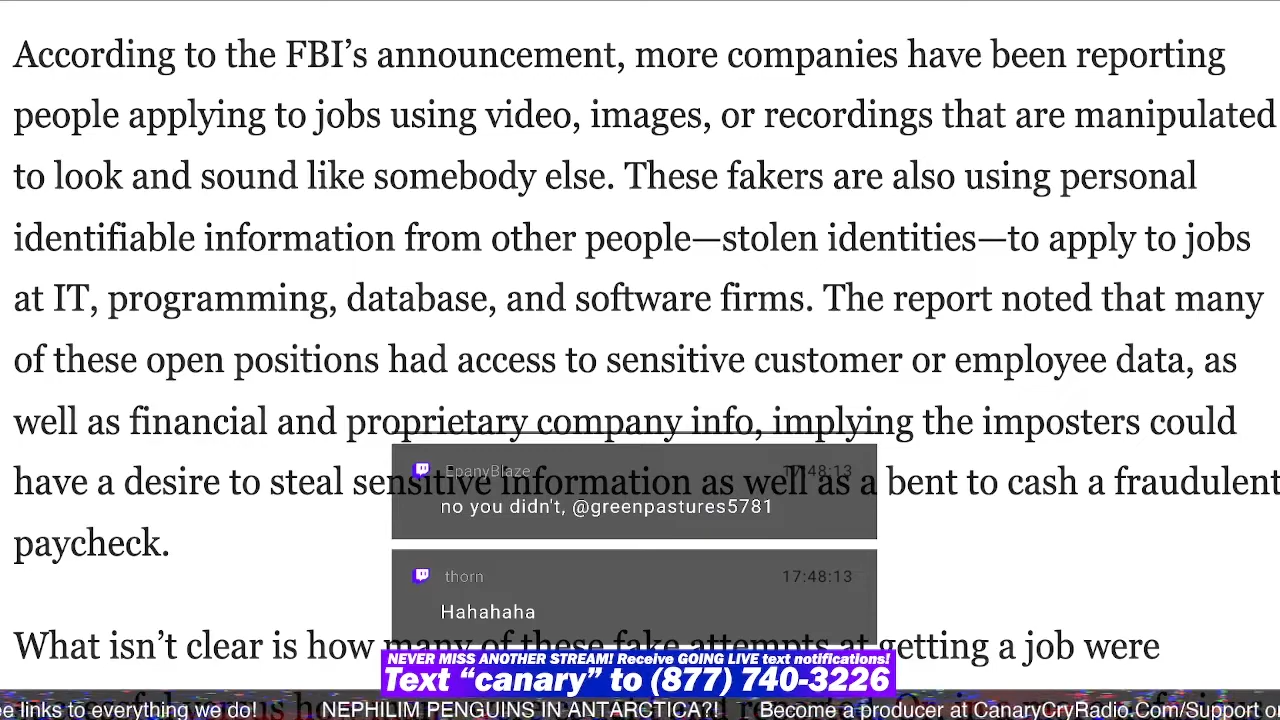 According to the FBI’s announcement, more companies have been reporting
people applying to jobs using video, images, or recordings that are manipulated
to look and sound like somebody else. These fakers are also using personal
identifiable information from other people—stolen identities—to apply to jobs
at IT, programming, database, and software firms. The report noted that many
of these open positions had access to sensitive customer or employee data, as
well as financial and proprietary company info, implying the imposters could
have a desire to steal sensitive information as well as a bent to cash a fraudulent
paycheck.
EpanyBlaze 17:48:13
no you didn't, @greenpastures5781
thorn 17:48:13
Hahahaha
What isn’t clear is how many of these fake attempts at getting a job were
NEVER MISS ANOTHER STREAM! Receive GOING LIVE text notifications!
Text “canary” to (877) 740-3226
links to everything we do! NEPHILIM PENGUINS IN ANTARCTICA?! Become a producer at CanaryCryRadio.Com/Support